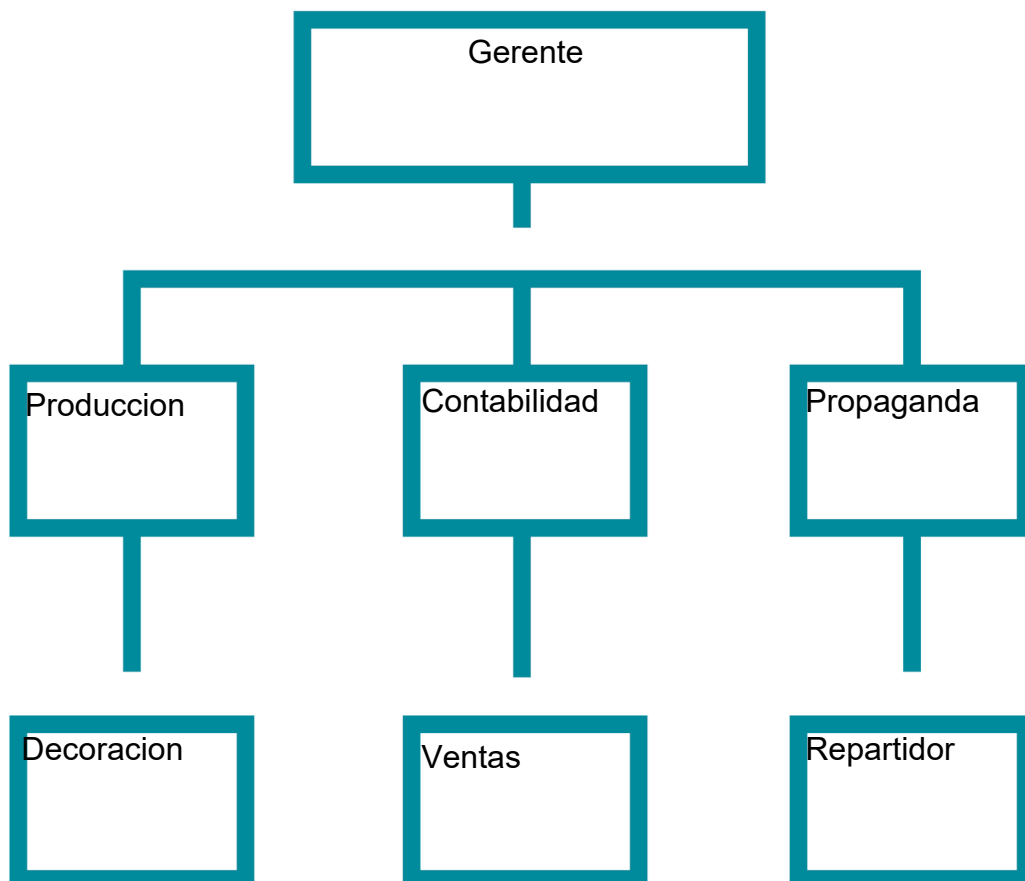 Gerente
Produccion
Contabilidad
Propaganda
Decoracion
Ventas
Repartidor